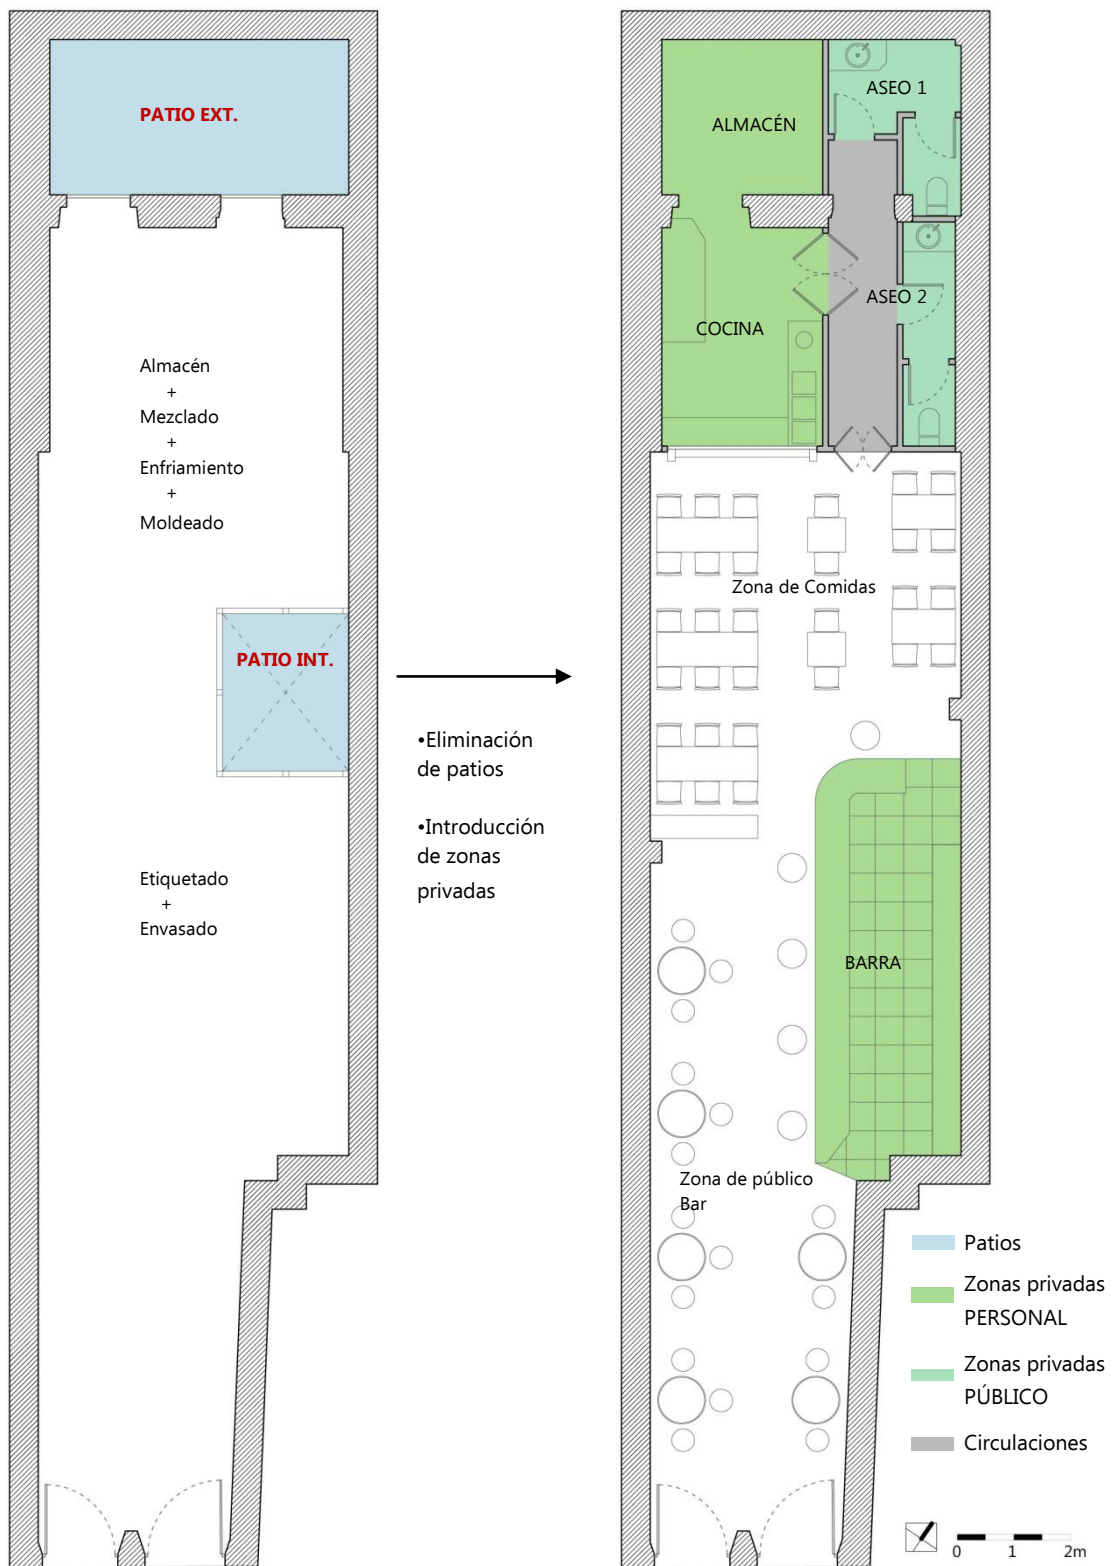 PATIO EXT.
Almacén
+
Mezclado
+
Enfriamiento
+
Moldeado
PATIO INT.
Etiquetado
+
Envasado
•Eliminación
de patios
•Introducción
de zonas
privadas
ASEO 1
ALMACÉN
ASEO 2
COCINA
Zona de Comidas
BARRA
Zona de público
Bar
Patios
Zonas privadas
PERSONAL
Zonas privadas
PÚBLICO
Circulaciones
0 1 2m